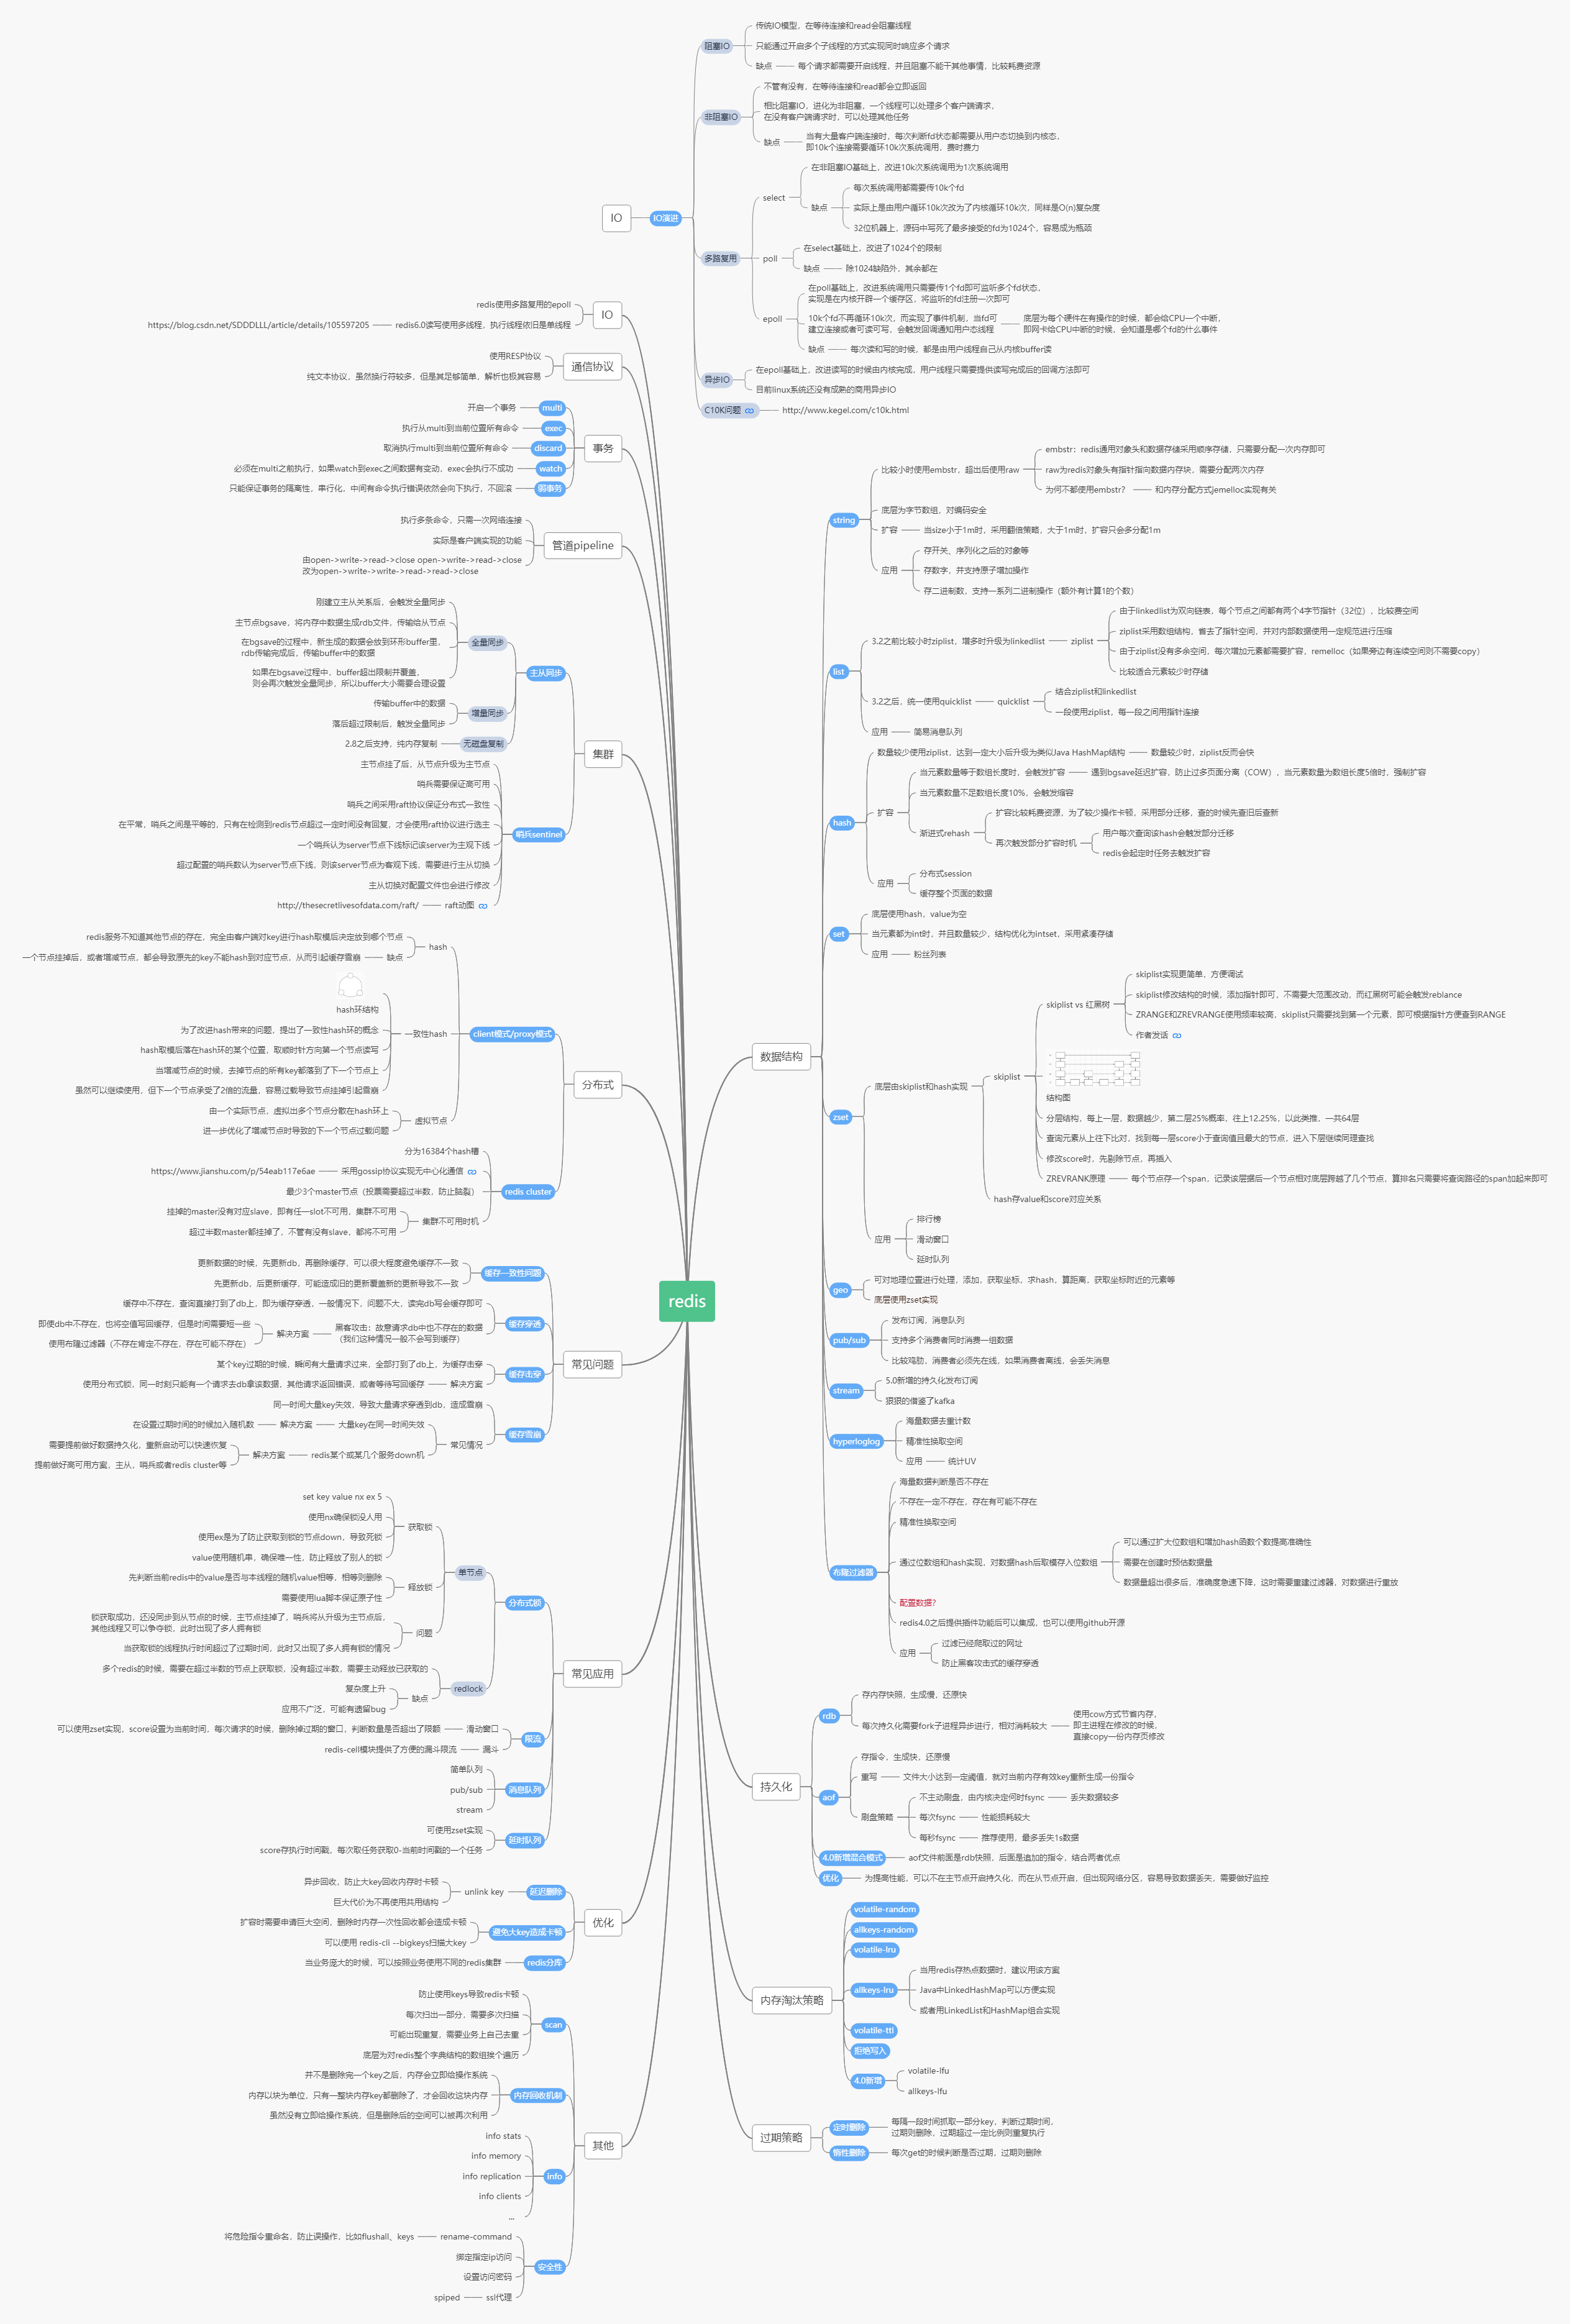 阻塞IO
传统IO模型，在等待连接和read会阻塞线程
只能通过开启多个子线程的方式实现同时响应多个请求
缺点
每个请求都需要开启线程，并且阻塞不能干其他事情，比较耗费资源
非阻塞IO
不管有没有，在等待连接和read都会立即返回
相比阻塞IO，进化为非阻塞，一个线程可以处理多个客户端请求，
在没有客户端请求时，可以处理其他任务
缺点
当有大量客户端连接时，每次判断fd状态都需要从用户态切换到内核态，
即10k个连接需要循环10k次系统调用，费时费力
IO
IO演进
多路复用
select
在非阻塞IO基础上，改进10k次系统调用为1次系统调用
缺点
每次系统调用都需要传10k个fd
实际上是由用户循环10k次改为了内核循环10k次，同样是O(n)复杂度
32位机器上，源码中写死了最多接受的fd为1024个，容易成为瓶颈
poll
在select基础上，改进了1024个的限制
缺点
除1024缺陷外，其余都在
epoll
在poll基础上，改进系统调用只需要传1个fd即可监听多个fd状态，
实现是在内核开辟一个缓存区，将监听的fd注册一次即可
10k个fd不再循环10k次，而实现了事件机制，当fd可
建立连接或者可读可写，会触发回调通知用户态线程
底层为每个硬件在有操作的时候，都会给CPU一个中断，
即网卡给CPU中断的时候，会知道是哪个fd的什么事件
缺点
每次读和写的时候，都是由用户线程自己从内核buffer读
异步IO
在epoll基础上，改进读写的时候由内核完成，用户线程只需要提供读写完成后的回调方法即可
目前linux系统还没有成熟的商用异步IO
C10K问题
http://www.kegel.com/c10k.html
redis
IO
redis使用多路复用的epoll
redis6.0读写使用多线程，执行线程依旧是单线程
https://blog.csdn.net/SDDDLLL/article/details/105597205
通信协议
使用RESP协议
纯文本协议，虽然换行符较多，但是其足够简单，解析也极其容易
事务
multi
开启一个事务
exec
执行从multi到当前位置所有命令
discard
取消执行multi到当前位置所有命令
watch
必须在multi之前执行，如果watch到exec之间数据有变动，exec会执行不成功
弱事务
只能保证事务的隔离性，串行化，中间有命令执行错误依然会向下执行，不回滚
管道pipeline
执行多条命令，只需一次网络连接
实际是客户端实现的功能
由open->write->read->close open->write->read->close
改为open->write->write->read->read->close
集群
主从同步
全量同步
刚建立主从关系后，会触发全量同步
主节点bgsave，将内存中数据生成rdb文件，传输给从节点
在bgsave的过程中，新生成的数据会放到环形buffer里，
rdb传输完成后，传输buffer中的数据
如果在bgsave过程中，buffer超出限制并覆盖，
则会再次触发全量同步，所以buffer大小需要合理设置
增量同步
传输buffer中的数据
落后超过限制后，触发全量同步
无磁盘复制
2.8之后支持，纯内存复制
哨兵sentinel
主节点挂了后，从节点升级为主节点
哨兵需要保证高可用
哨兵之间采用raft协议保证分布式一致性
在平常，哨兵之间是平等的，只有在检测到redis节点超过一定时间没有回复，才会使用raft协议进行选主
一个哨兵认为server节点下线标记该server为主观下线
超过配置的哨兵数认为server节点下线，则该server节点为客观下线，需要进行主从切换
主从切换对配置文件也会进行修改
raft动图
http://thesecretlivesofdata.com/raft/
分布式
client模式/proxy模式
hash
redis服务不知道其他节点的存在，完全由客户端对key进行hash取模后决定放到哪个节点
缺点
一个节点挂掉后，或者增减节点，都会导致原先的key不能hash到对应节点，从而引起缓存雪崩
一致性hash
hash环结构
为了改进hash带来的问题，提出了一致性hash环的概念
hash取模后落在hash环的某个位置，取顺时针方向第一个节点读写
当增减节点的时候，去掉节点的所有key都落到了下一个节点上
虽然可以继续使用，但下一个节点承受了2倍的流量，容易过载导致节点挂掉引起雪崩
虚拟节点
由一个实际节点，虚拟出多个节点分散在hash环上
进一步优化了增减节点时导致的下一个节点过载问题
redis cluster
分为16384个hash槽
采用gossip协议实现无中心化通信
https://www.jianshu.com/p/54eab117e6ae
最少3个master节点（投票需要超过半数，防止脑裂）
集群不可用时机
挂掉的master没有对应slave，即有任一slot不可用，集群不可用
超过半数master都挂掉了，不管有没有slave，都将不可用
常见问题
缓存一致性问题
更新数据的时候，先更新db，再删除缓存，可以很大程度避免缓存不一致
先更新db，后更新缓存，可能造成旧的更新覆盖新的更新导致不一致
缓存穿透
缓存中不存在，查询直接打到了db上，即为缓存穿透，一般情况下，问题不大，读完db写会缓存即可
黑客攻击：故意请求db中也不存在的数据
（我们这种情况一般不会写到缓存）
解决方案
即使db中不存在，也将空值写回缓存，但是时间需要短一些
使用布隆过滤器（不存在肯定不存在，存在可能不存在）
缓存击穿
某个key过期的时候，瞬间有大量请求过来，全部打到了db上，为缓存击穿
解决方案
使用分布式锁，同一时刻只能有一个请求去db拿该数据，其他请求返回错误，或者等待写回缓存
缓存雪崩
同一时间大量key失效，导致大量请求穿透到db，造成雪崩
常见情况
大量key在同一时间失效
解决方案
在设置过期时间的时候加入随机数
redis某个或某几个服务down机
解决方案
需要提前做好数据持久化，重新启动可以快速恢复
提前做好高可用方案，主从，哨兵或者redis cluster等
常见应用
分布式锁
单节点
获取锁
set key value nx ex 5
使用nx确保锁没人用
使用ex是为了防止获取到锁的节点down，导致死锁
value使用随机串，确保唯一性，防止释放了别人的锁
释放锁
先判断当前redis中的value是否与本线程的随机value相等，相等则删除
需要使用lua脚本保证原子性
问题
锁获取成功，还没同步到从节点的时候，主节点挂掉了，哨兵将从升级为主节点后，
其他线程又可以争夺锁，此时出现了多人拥有锁
当获取锁的线程执行时间超过了过期时间，此时又出现了多人拥有锁的情况
redlock
多个redis的时候，需要在超过半数的节点上获取锁，没有超过半数，需要主动释放已获取的
缺点
复杂度上升
应用不广泛，可能有遗留bug
限流
滑动窗口
可以使用zset实现，score设置为当前时间，每次请求的时候，删除掉过期的窗口，判断数量是否超出了限额
漏斗
redis-cell模块提供了方便的漏斗限流
消息队列
简单队列
pub/sub
stream
延时队列
可使用zset实现
score存执行时间戳，每次取任务获取0-当前时间戳的一个任务
优化
延迟删除
unlink key
异步回收，防止大key回收内存时卡顿
巨大代价为不再使用共用结构
避免大key造成卡顿
扩容时需要申请巨大空间，删除时内存一次性回收都会造成卡顿
可以使用 redis-cli --bigkeys扫描大key
redis分库
当业务庞大的时候，可以按照业务使用不同的redis集群
其他
scan
防止使用keys导致redis卡顿
每次扫出一部分，需要多次扫描
可能出现重复，需要业务上自己去重
底层为对redis整个字典结构的数组挨个遍历
内存回收机制
并不是删除完一个key之后，内存会立即给操作系统
内存以块为单位，只有一整块内存key都删除了，才会回收这块内存
虽然没有立即给操作系统，但是删除后的空间可以被再次利用
info
info stats
info memory
info replication
info clients
...
安全性
rename-command
将危险指令重命名，防止误操作，比如flushall、keys
绑定指定ip访问
设置访问密码
ssl代理
spiped
数据结构
string
比较小时使用embstr，超出后使用raw
embstr：redis通用对象头和数据存储采用顺序存储，只需要分配一次内存即可
raw为redis对象头有指针指向数据内存块，需要分配两次内存
为何不都使用embstr？
和内存分配方式jemelloc实现有关
底层为字节数组，对编码安全
扩容
当size小于1m时，采用翻倍策略，大于1m时，扩容只会多分配1m
应用
存开关、序列化之后的对象等
存数字，并支持原子增加操作
存二进制数，支持一系列二进制操作（额外有计算1的个数）
list
3.2之前比较小时ziplist，增多时升级为linkedlist
ziplist
由于linkedlist为双向链表，每个节点之间都有两个4字节指针（32位），比较费空间
ziplist采用数组结构，省去了指针空间，并对内部数据使用一定规范进行压缩
由于ziplist没有多余空间，每次增加元素都需要扩容，remelloc（如果旁边有连续空间则不需要copy）
比较适合元素较少时存储
3.2之后，统一使用quicklist
quicklist
结合ziplist和linkedlist
一段使用ziplist，每一段之间用指针连接
应用
简易消息队列
hash
数量较少使用ziplist，达到一定大小后升级为类似Java HashMap结构
数量较少时，ziplist反而会快
扩容
当元素数量等于数组长度时，会触发扩容
遇到bgsave延迟扩容，防止过多页面分离（COW），当元素数量为数组长度5倍时，强制扩容
当元素数量不足数组长度10%，会触发缩容
渐进式rehash
扩容比较耗费资源，为了较少操作卡顿，采用部分迁移，查的时候先查旧后查新
再次触发部分扩容时机
用户每次查询该hash会触发部分迁移
redis会起定时任务去触发扩容
应用
分布式session
缓存整个页面的数据
set
底层使用hash，value为空
当元素都为int时，并且数量较少，结构优化为intset，采用紧凑存储
应用
粉丝列表
zset
底层由skiplist和hash实现
skiplist
skiplist vs 红黑树
skiplist实现更简单，方便调试
skiplist修改结构的时候，添加指针即可，不需要大范围改动，而红黑树可能会触发reblance
ZRANGE和ZREVRANGE使用频率较高，skiplist只需要找到第一个元素，即可根据指针方便查到RANGE
作者发话
结构图
分层结构，每上一层，数据越少，第二层25%概率，往上12.25%，以此类推，一共64层
查询元素从上往下比对，找到每一层score小于查询值且最大的节点，进入下层继续同理查找
修改score时，先剔除节点，再插入
ZREVRANK原理
每个节点存一个span，记录该层据后一个节点相对底层跨越了几个节点，算排名只需要将查询路径的span加起来即可
hash存value和score对应关系
应用
排行榜
滑动窗口
延时队列
geo
可对地理位置进行处理，添加，获取坐标，求hash，算距离，获取坐标附近的元素等
底层使用zset实现
pub/sub
发布订阅，消息队列
支持多个消费者同时消费一组数据
比较鸡肋，消费者必须先在线，如果消费者离线，会丢失消息
stream
5.0新增的持久化发布订阅
狠狠的借鉴了kafka
hyperloglog
海量数据去重计数
精准性换取空间
应用
统计UV
布隆过滤器
海量数据判断是否不存在
不存在一定不存在，存在有可能不存在
精准性换取空间
通过位数组和hash实现，对数据hash后取模存入位数组
可以通过扩大位数组和增加hash函数个数提高准确性
需要在创建时预估数据量
数据量超出很多后，准确度急速下降，这时需要重建过滤器，对数据进行重放
配置数据？
redis4.0之后提供插件功能后可以集成，也可以使用github开源
应用
过滤已经爬取过的网址
防止黑客攻击式的缓存穿透
持久化
rdb
存内存快照，生成慢，还原快
每次持久化需要fork子进程异步进行，相对消耗较大
使用cow方式节省内存，
即主进程在修改的时候，
直接copy一份内存页修改
aof
存指令，生成快，还原慢
重写
文件大小达到一定阈值，就对当前内存有效key重新生成一份指令
刷盘策略
不主动刷盘，由内核决定何时fsync
丢失数据较多
每次fsync
性能损耗较大
每秒fsync
推荐使用，最多丢失1s数据
4.0新增混合模式
aof文件前面是rdb快照，后面是追加的指令，结合两者优点
优化
为提高性能，可以不在主节点开启持久化，而在从节点开启，但出现网络分区，容易导致数据丢失，需要做好监控
内存淘汰策略
volatile-random
allkeys-random
volatile-lru
allkeys-lru
当用redis存热点数据时，建议用该方案
Java中LinkedHashMap可以方便实现
或者用LinkedList和HashMap组合实现
volatile-ttl
拒绝写入
4.0新增
volatile-lfu
allkeys-lfu
过期策略
定时删除
每隔一段时间抓取一部分key，判断过期时间，
过期则删除，过期超过一定比例则重复执行
惰性删除
每次get的时候判断是否过期，过期则删除